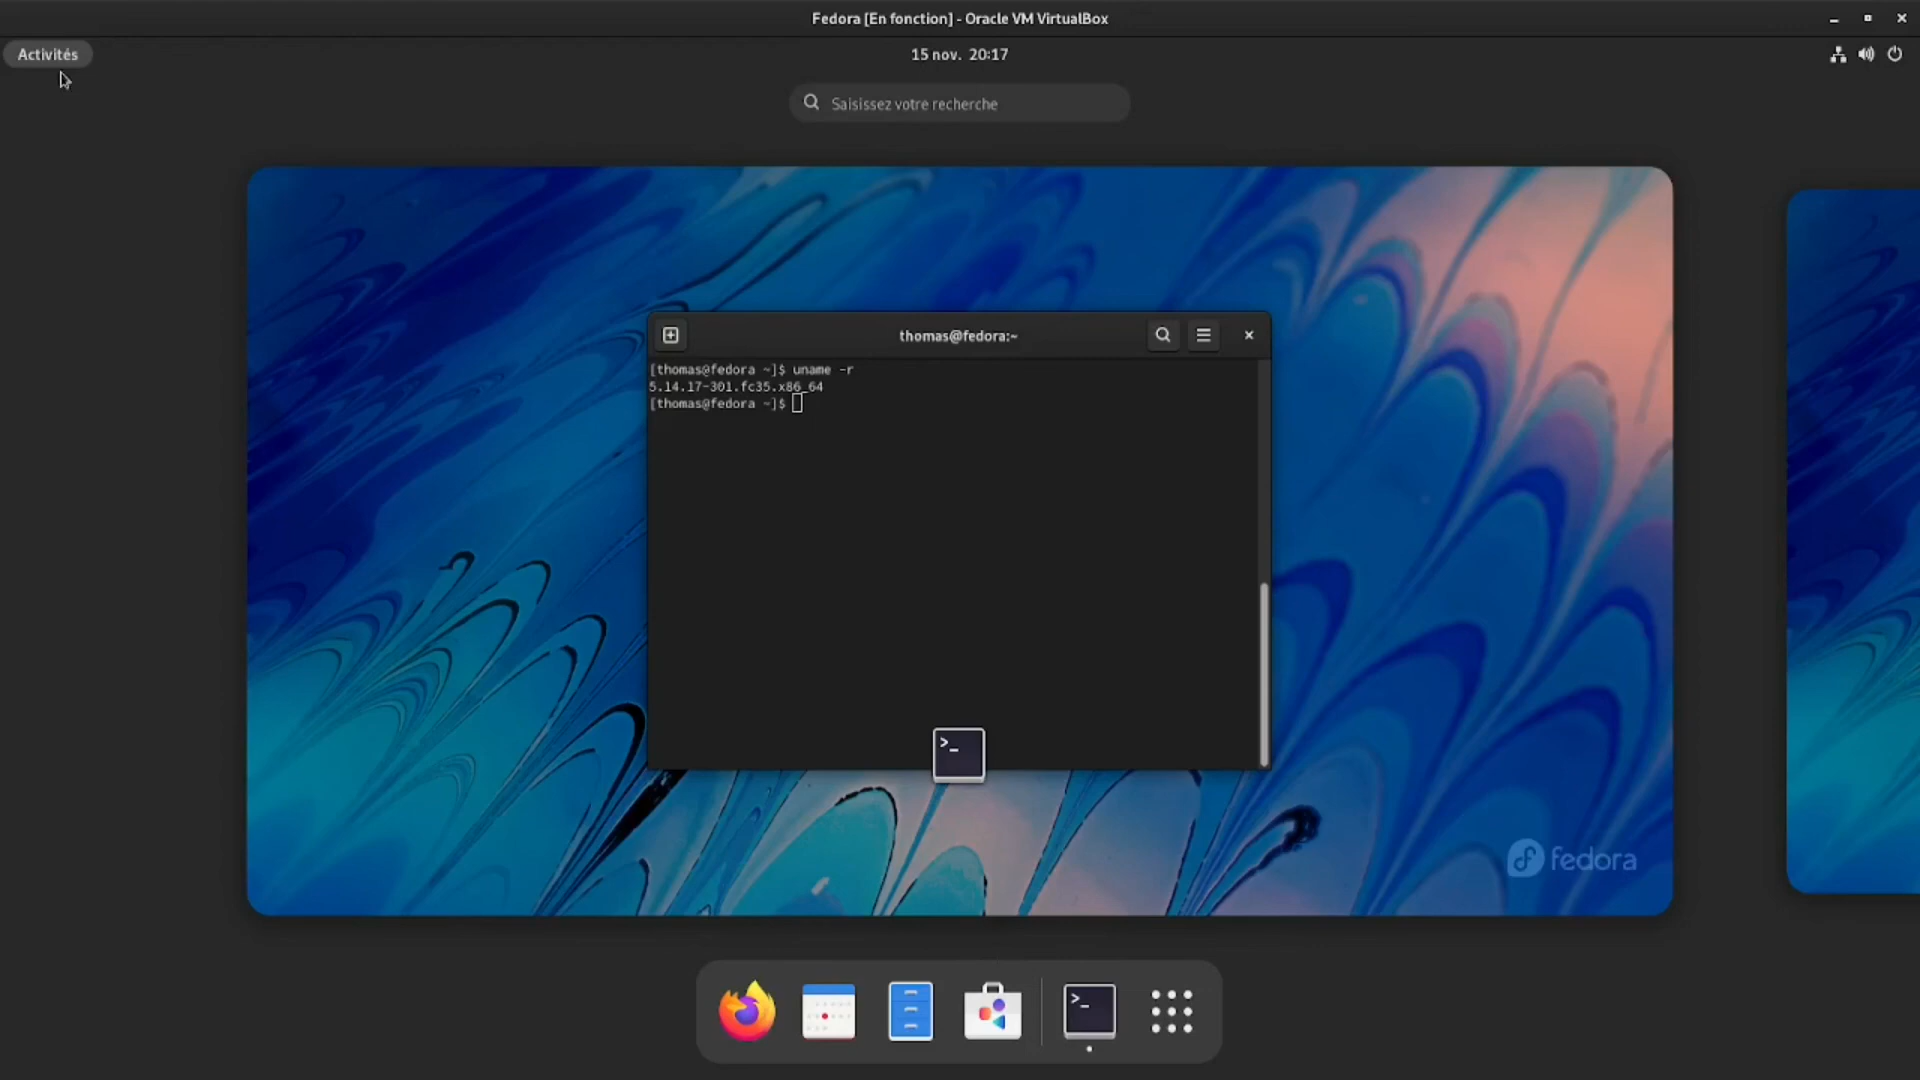 Fedora [En fonction] - Oracle VM VirtualBox
Activités
15 nov. 20:17
Saisissez votre recherche
thomas@fedora:~
[thomas@fedora ~]$ uname -r
5.14.17-301.fc35.x86_64
[thomas@fedora ~]$
>_
fedora
>_